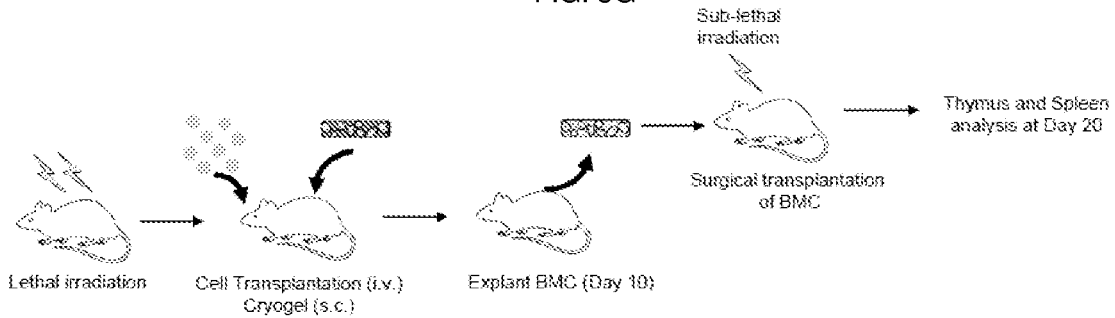 Sub-lethal
irradiation
Thymus and Spleen
analysis at Day 20
Surgical transplantation
of BMC
Lethal irradiation
Cell Transplantation (i.v.)
Cryogel (s.c.)
Explant BMC (Day 10)